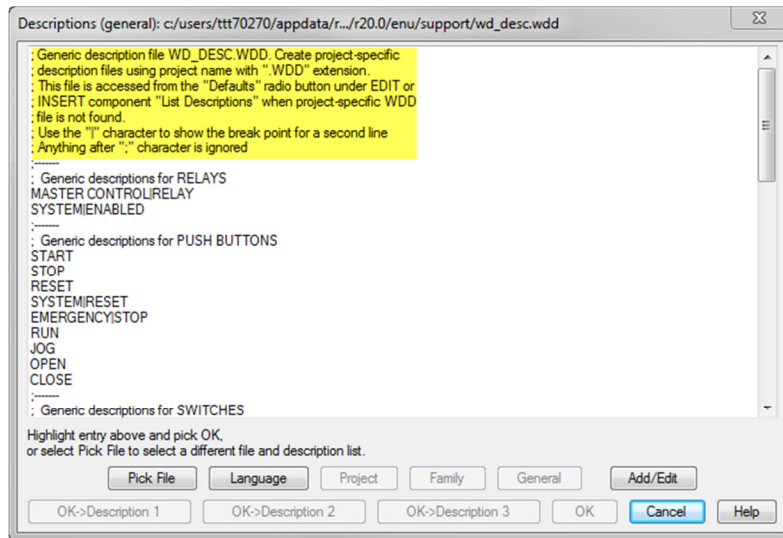 Descriptions (general): c:/users/ttt70270/appdata/r.../r20.0/enu/support/wd_desc.wdd
; Generic description file WD_DESC.WDD. Create project-specific
; description files using project name with ".WDD" extension.
; This file is accessed from the "Defaults" radio button under EDIT or
; INSERT component "List Descriptions" when project-specific WDD
; file is not found.
; Use the "|" character to show the break point for a second line
; Anything after ";" character is ignored
;-------
; Generic descriptions for RELAYS
MASTER CONTROL|RELAY
SYSTEM|ENABLED
;-------
; Generic descriptions for PUSH BUTTONS
START
STOP
RESET
SYSTEM|RESET
EMERGENCY|STOP
RUN
JOG
OPEN
CLOSE
;-------
; Generic descriptions for SWITCHES
Highlight entry above and pick OK,
or select Pick File to select a different file and description list.
Pick File Language Project Family General Add/Edit
OK->Description 1 OK->Description 2 OK->Description 3 OK Cancel Help